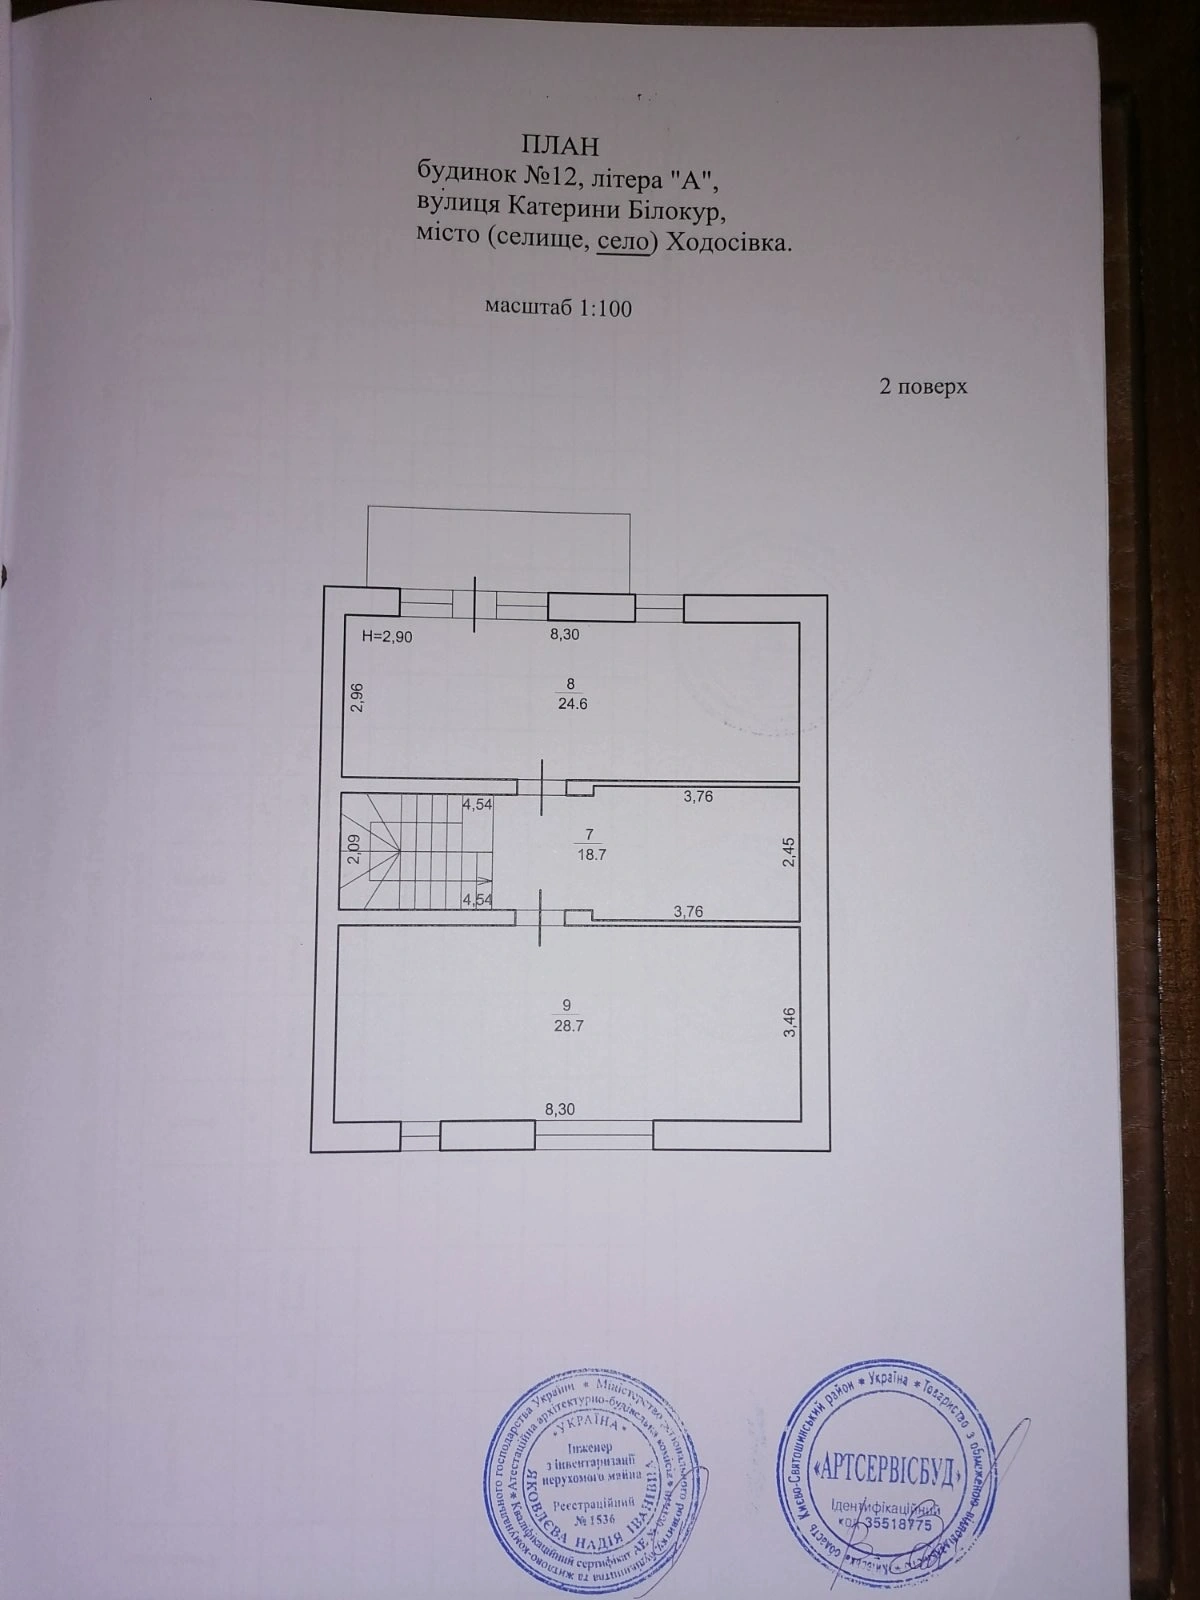 ПЛАН
будинок №12, літера "А",
вулиця Катерини Білокур,
місто (селище, село) Ходосівка.
масштаб 1:100
2 поверх
H=2,90
8,30
2,96
8
24.6
4,54
3,76
2,09
7
18.7
2,45
4,54
3,76
9
28.7
3,46
8,30
житлово-комунального господарства України * Міністерство регіонального розвитку, будівництва та
Атестаційна архітектурно-будівельна комісія
Кваліфікаційний сертифікат АЕ №
* УКРАЇНА *
Інженер
з інвентаризації
нерухомого майна
Реєстраційний
№ 1536
ЯКОВЛЄВА НАДІЯ ІВАНІВНА
Київська область Києво-Святошинський район * Україна * Товариство з обмеженою відповідальністю
«АРТСЕРВІСБУД»
Ідентифікаційний
код 35518775